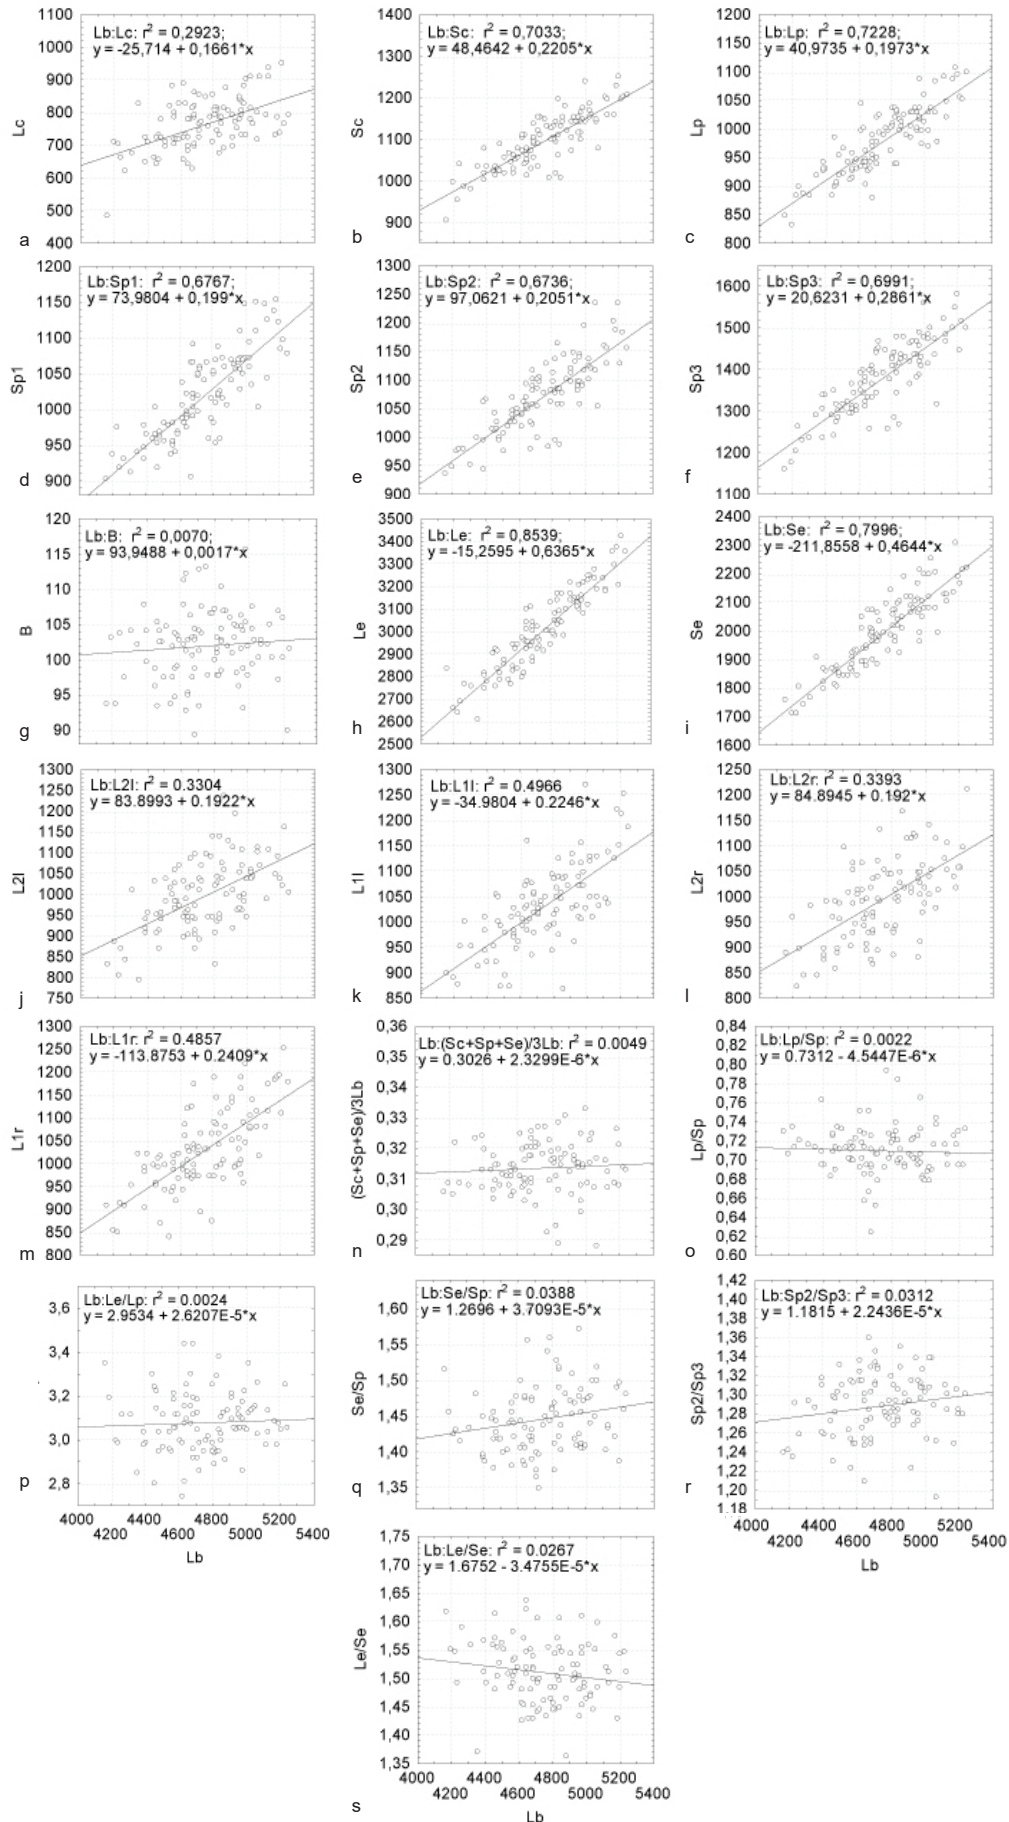 Lb:Lc: r² = 0,2923;
y = -25,714 + 0,1661*x
1100
1000
900
800
700
600
500
400
Lc
a
Lb:Sc: r² = 0,7033;
y = 48,4642 + 0,2205*x
1400
1300
1200
1100
1000
900
Sc
b
Lb:Lp: r² = 0,7228;
y = 40,9735 + 0,1973*x
1200
1150
1100
1050
1000
950
900
850
800
Lp
c
Lb:Sp1: r² = 0,6767;
y = 73,9804 + 0,199*x
1200
1150
1100
1050
1000
950
900
Sp1
d
Lb:Sp2: r² = 0,6736;
y = 97,0621 + 0,2051*x
1300
1250
1200
1150
1100
1050
1000
950
900
Sp2
e
Lb:Sp3: r² = 0,6991;
y = 20,6231 + 0,2861*x
1600
1500
1400
1300
1200
1100
Sp3
f
Lb:B: r² = 0,0070;
y = 93,9488 + 0,0017*x
120
115
110
105
100
95
90
B
g
Lb:Le: r² = 0,8539;
y = -15,2595 + 0,6365*x
3500
3400
3300
3200
3100
3000
2900
2800
2700
2600
2500
Le
h
Lb:Se: r² = 0,7996;
y = -211,8558 + 0,4644*x
2400
2300
2200
2100
2000
1900
1800
1700
1600
Se
i
Lb:L2l: r² = 0.3304
y = 83.8993 + 0.1922*x
1300
1250
1200
1150
1100
1050
1000
950
900
850
800
750
L2l
j
Lb:L1l: r² = 0.4966
y = -34.9804 + 0.2246*x
1300
1250
1200
1150
1100
1050
1000
950
900
850
L1l
k
Lb:L2r: r² = 0.3393
y = 84.8945 + 0.192*x
1250
1200
1150
1100
1050
1000
950
900
850
800
L2r
l
Lb:L1r: r² = 0.4857
y = -113.8753 + 0.2409*x
1300
1250
1200
1150
1100
1050
1000
950
900
850
800
L1r
m
Lb:(Sc+Sp+Se)/3Lb: r² = 0.0049
y = 0.3026 + 2.3299E-6*x
0,36
0,35
0,34
0,33
0,32
0,31
0,30
0,29
(Sc+Sp+Se)/3Lb
n
Lb:Lp/Sp: r² = 0.0022
y = 0.7312 - 4.5447E-6*x
0,84
0,82
0,80
0,78
0,76
0,74
0,72
0,70
0,68
0,66
0,64
0,62
0,60
Lp/Sp
o
Lb:Le/Lp: r² = 0.0024
y = 2.9534 + 2.6207E-5*x
3,6
3,4
3,2
3,0
2,8
p
4000 4400 4800 5200
4200 4600 5000 5400
Lb
Lb:Se/Sp: r² = 0.0388
y = 1.2696 + 3.7093E-5*x
1,60
1,55
1,50
1,45
1,40
1,35
Se/Sp
q
Lb:Sp2/Sp3: r² = 0.0312
y = 1.1815 + 2.2436E-5*x
1,42
1,40
1,38
1,36
1,34
1,32
1,30
1,28
1,26
1,24
1,22
1,20
1,18
Sp2/Sp3
r
4000 4400 4800 5200
4200 4600 5000 5400
Lb
Lb:Le/Se: r² = 0.0267
y = 1.6752 - 3.4755E-5*x
1,75
1,70
1,65
1,60
1,55
1,50
1,45
1,40
1,35
Le/Se
s
4000 4400 4800 5200
4200 4600 5000 5400
Lb